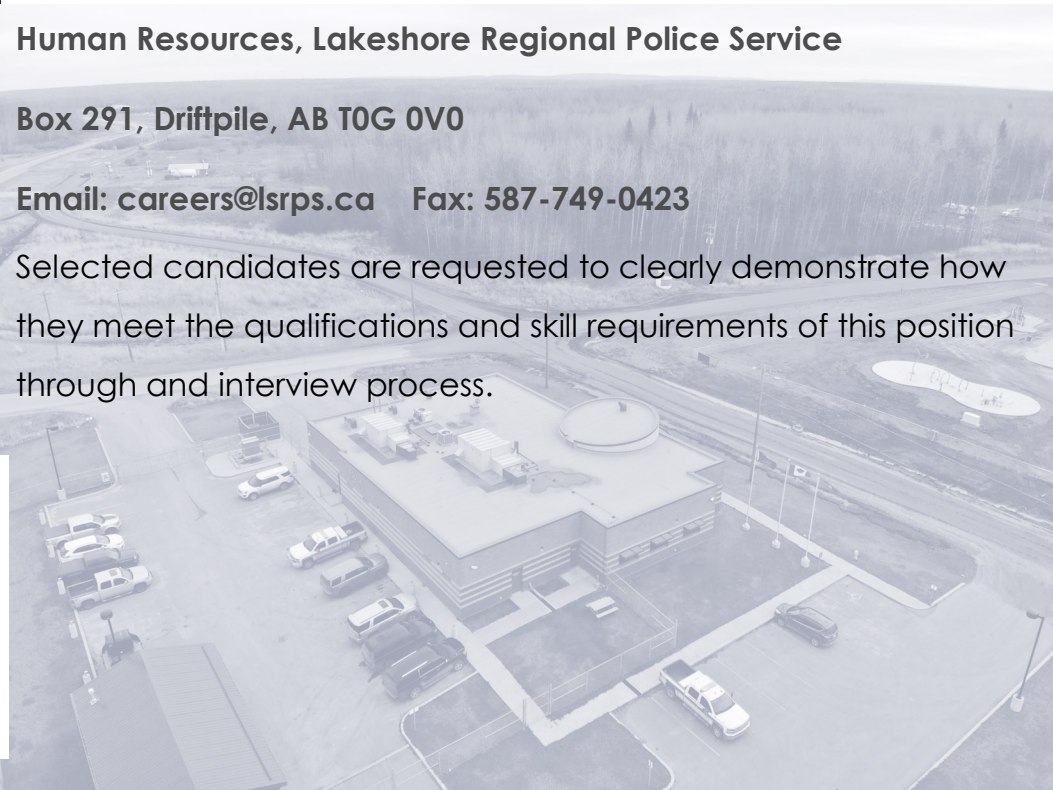 Human Resources, Lakeshore Regional Police Service
Box 291, Driftpile, AB T0G 0V0
Email: careers@lsrps.ca    Fax: 587-749-0423
Selected candidates are requested to clearly demonstrate how
they meet the qualifications and skill requirements of this position
through and interview process.